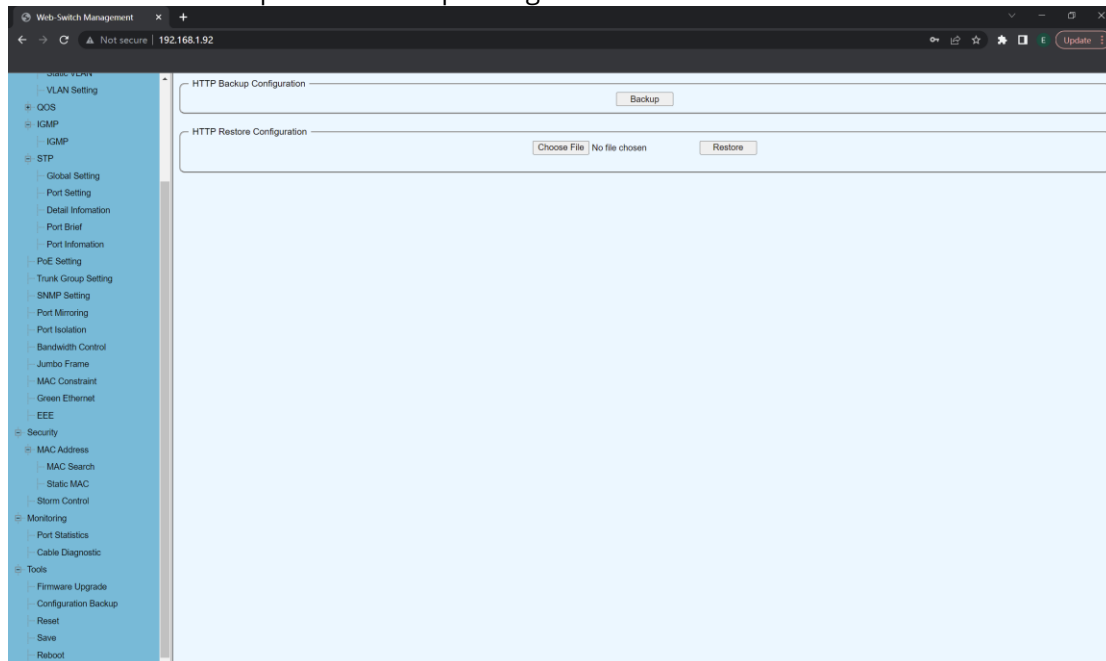 Web-Switch Management
Not secure | 192.168.1.92
E
Update
VLAN Setting
QOS
IGMP
IGMP
STP
Global Setting
Port Setting
Detail Infomation
Port Brief
Port Infomation
PoE Setting
Trunk Group Setting
SNMP Setting
Port Mirroring
Port Isolation
Bandwidth Control
Jumbo Frame
MAC Constraint
Green Ethernet
EEE
Security
MAC Address
MAC Search
Static MAC
Storm Control
Monitoring
Port Statistics
Cable Diagnostic
Tools
Firmware Upgrade
Configuration Backup
Reset
Save
Reboot
HTTP Backup Configuration
Backup
HTTP Restore Configuration
Choose File No file chosen Restore